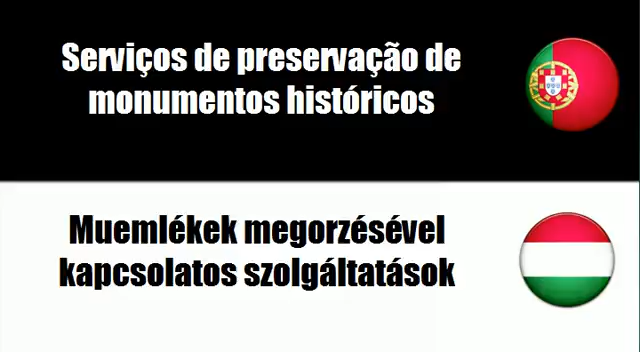 Serviços de preservação de
monumentos históricos
Muemlékek megorzésével
kapcsolatos szolgáltatások